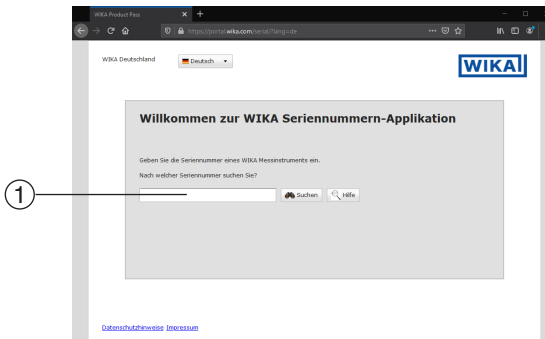 WIKA Product Pass
https://portal.wika.com/serial/?lang=de
WIKA Deutschland
Deutsch
WIKA
Willkommen zur WIKA Seriennummern-Applikation
Geben Sie die Seriennummer eines WIKA Messinstruments ein.
Nach welcher Seriennummer suchen Sie?
1
Suchen
Hilfe
Datenschutzhinweise Impressum